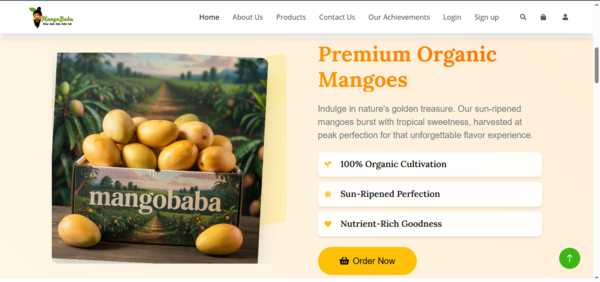 MangoBaba
Home About Us Products Contact Us Our Achievements Login Sign up
Premium Organic
Mangoes
Indulge in nature's golden treasure. Our sun-ripened
mangoes burst with tropical sweetness, harvested at
peak perfection for that unforgettable flavor experience.
100% Organic Cultivation
mangobaba
Sun-Ripened Perfection
Nutrient-Rich Goodness
Order Now